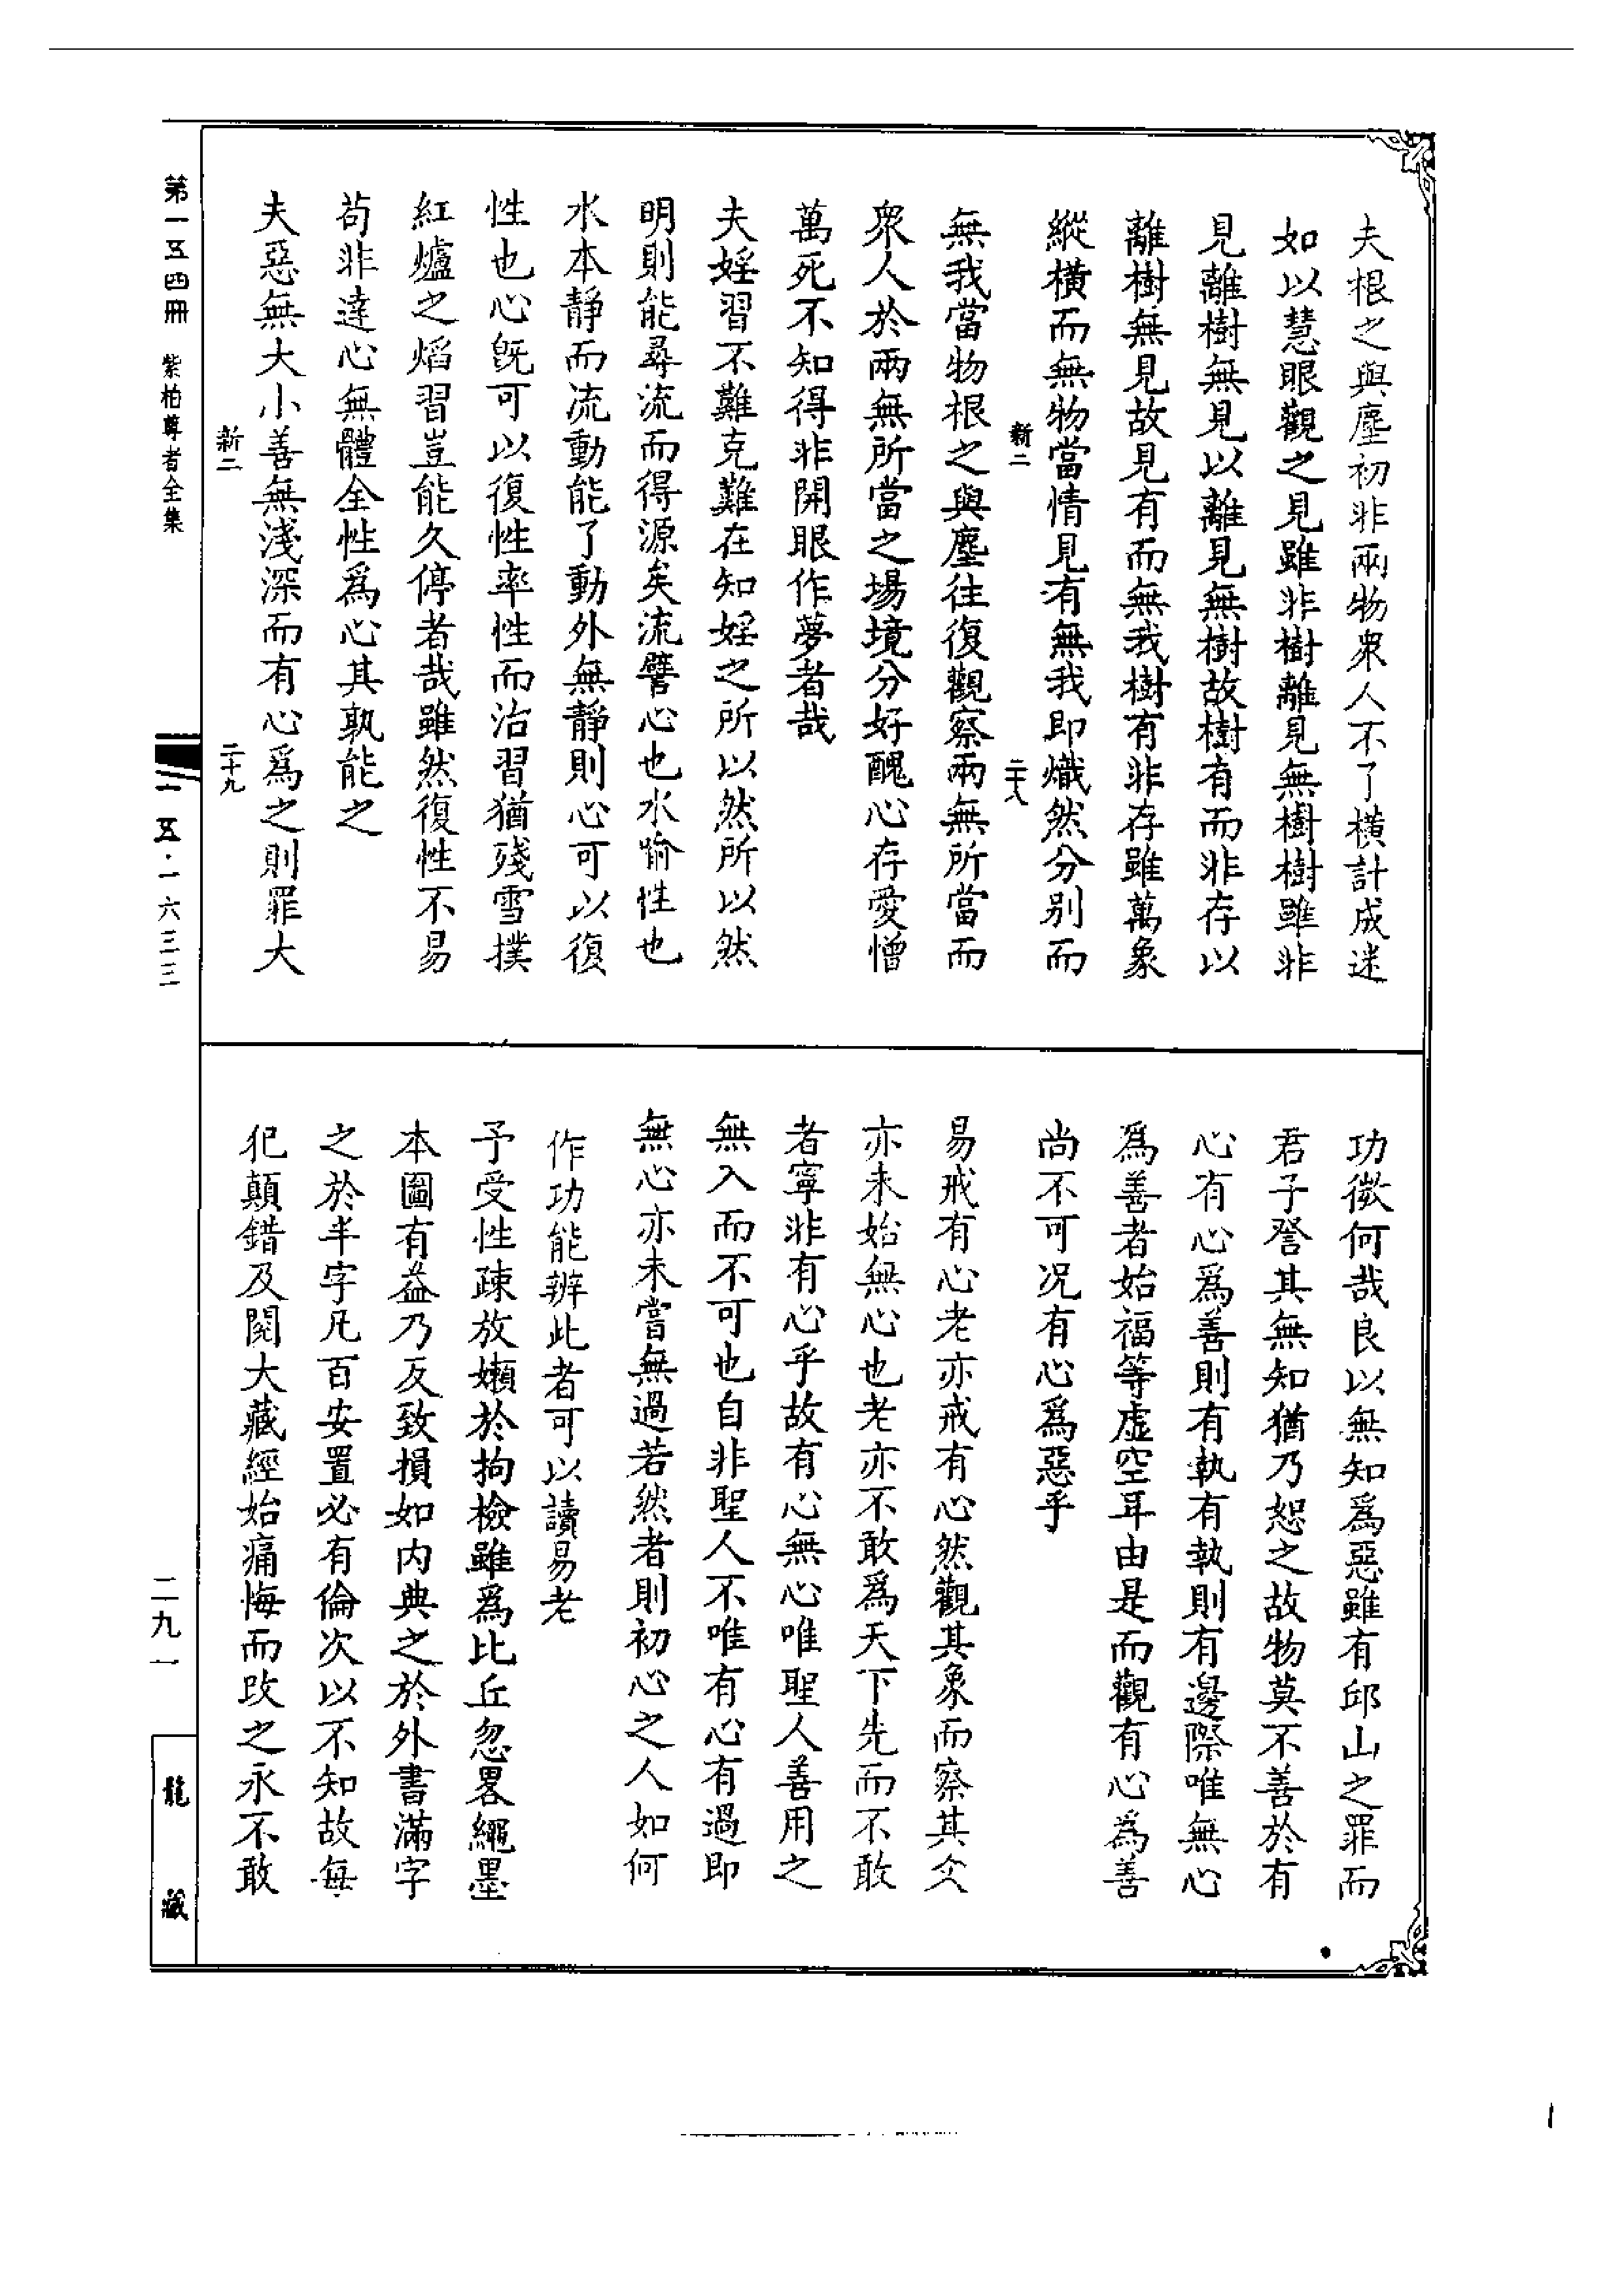 夫根之與塵初非兩物衆人不了橫計成迷
如以慧眼觀之見雖非樹離見無樹樹雖非
見離樹無見以離見無樹故樹有而非存以
離樹無見故見有而無我樹有非存雖萬象
縱橫而無物當情見有無我即熾然分別而
新二
二十八
無我當物根之與塵往復觀察兩無所當而
衆人於兩無所當之場境分好醜心存愛憎
萬死不知得非開眼作夢者哉
夫婬習不難克難在知婬之所以然所以然
明則能尋流而得源矣流譬心也水喻性也
水本靜而流動能了動外無靜則心可以復
性也心旣可以復性率性而治習猶殘雪撲
紅爐之焰習豈能久停者哉雖然復性不易
苟非達心無體全性爲心其孰能之
夫惡無大小善無淺深而有心爲之則罪大
新二
二十九
功微何哉良以無知爲惡雖有邱山之罪而
君子詧其無知猶乃恕之故物莫不善於有
心有心爲善則有執有執則有邊際唯無心
爲善者始福等虛空耳由是而觀有心爲善
尚不可况有心爲惡乎
易戒有心老亦戒有心然觀其象而察其爻
亦未始無心也老亦不敢爲天下先而不敢
者寧非有心乎故有心無心唯聖人善用之
無入而不可也自非聖人不唯有心有過即
無心亦未嘗無過若然者則初心之人如何
作功能辨此者可以讀易老
予受性疎放嬾於拘檢雖爲比丘忽畧繩墨
本圖有益乃反致損如內典之於外書滿字
之於半字凡百安置必有倫次以不知故每
犯顛錯及閱大藏經始痛悔而改之永不敢
第一五四冊 紫柏尊者全集
一五·一六三三
二九一
龍藏